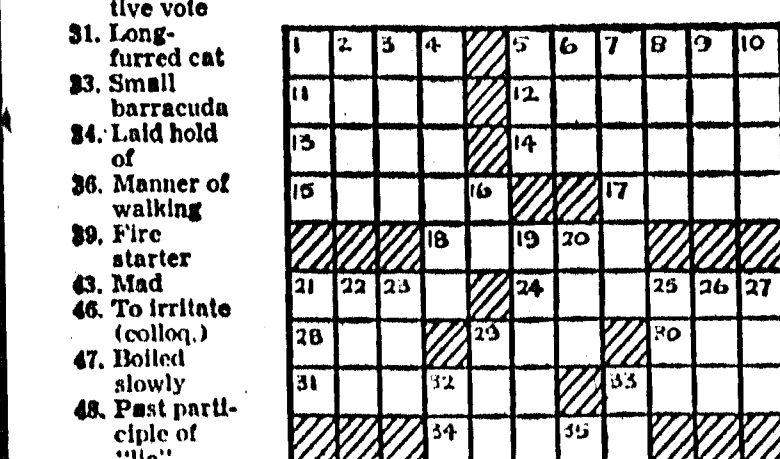 tive vote
31. Long-
furred cat
33. Small
barracuda
34. Laid hold
of
36. Manner of
walking
39. Fire
starter
43. Mad
46. To irritate
(colloq.)
47. Boiled
slowly
48. Past parti-
ciple of
"lie"
1 2 3 4 5 6 7 8 9 10
11 12
13 14
15 16 17
18 19 20
21 22 23 24 25 26 27
28 29 30
31 32 33
34 35